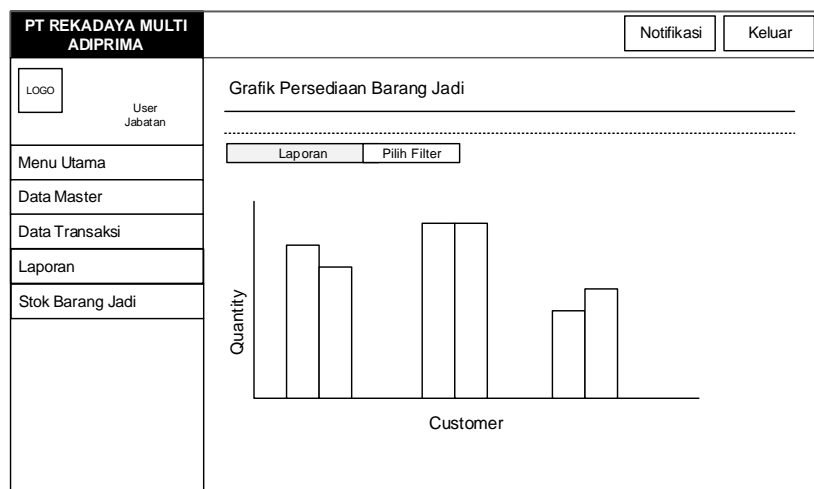 PT REKADAYA MULTI
ADIPRIMA
Notifikasi
Keluar
LOGO
User
Jabatan
Menu Utama
Data Master
Data Transaksi
Laporan
Stok Barang Jadi
Grafik Persediaan Barang Jadi
Laporan
Pilih Filter
Quantity
Customer